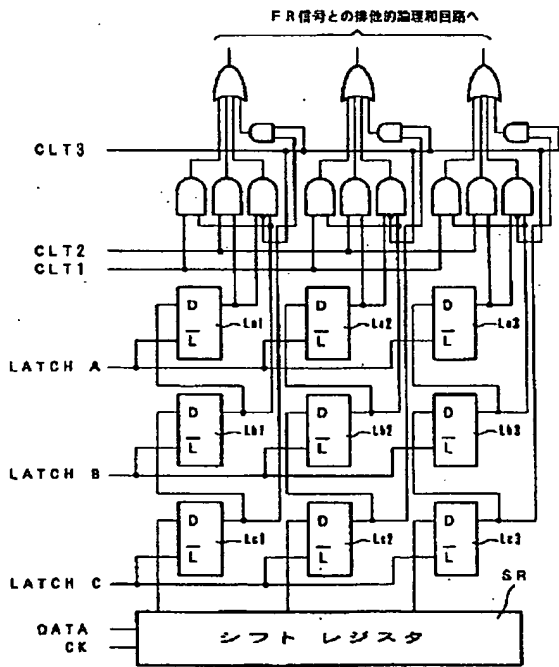 FR信号との排他的論理和回路へ
CLT3
CLT2
CLT1
D
L
La1
D
L
La2
D
L
La3
LATCH A
D
L
Lb1
D
L
Lb2
D
L
Lb3
LATCH B
D
L
Lc1
D
L
Lc2
D
L
Lc3
LATCH C
SR
DATA
CK
シフト レジスタ